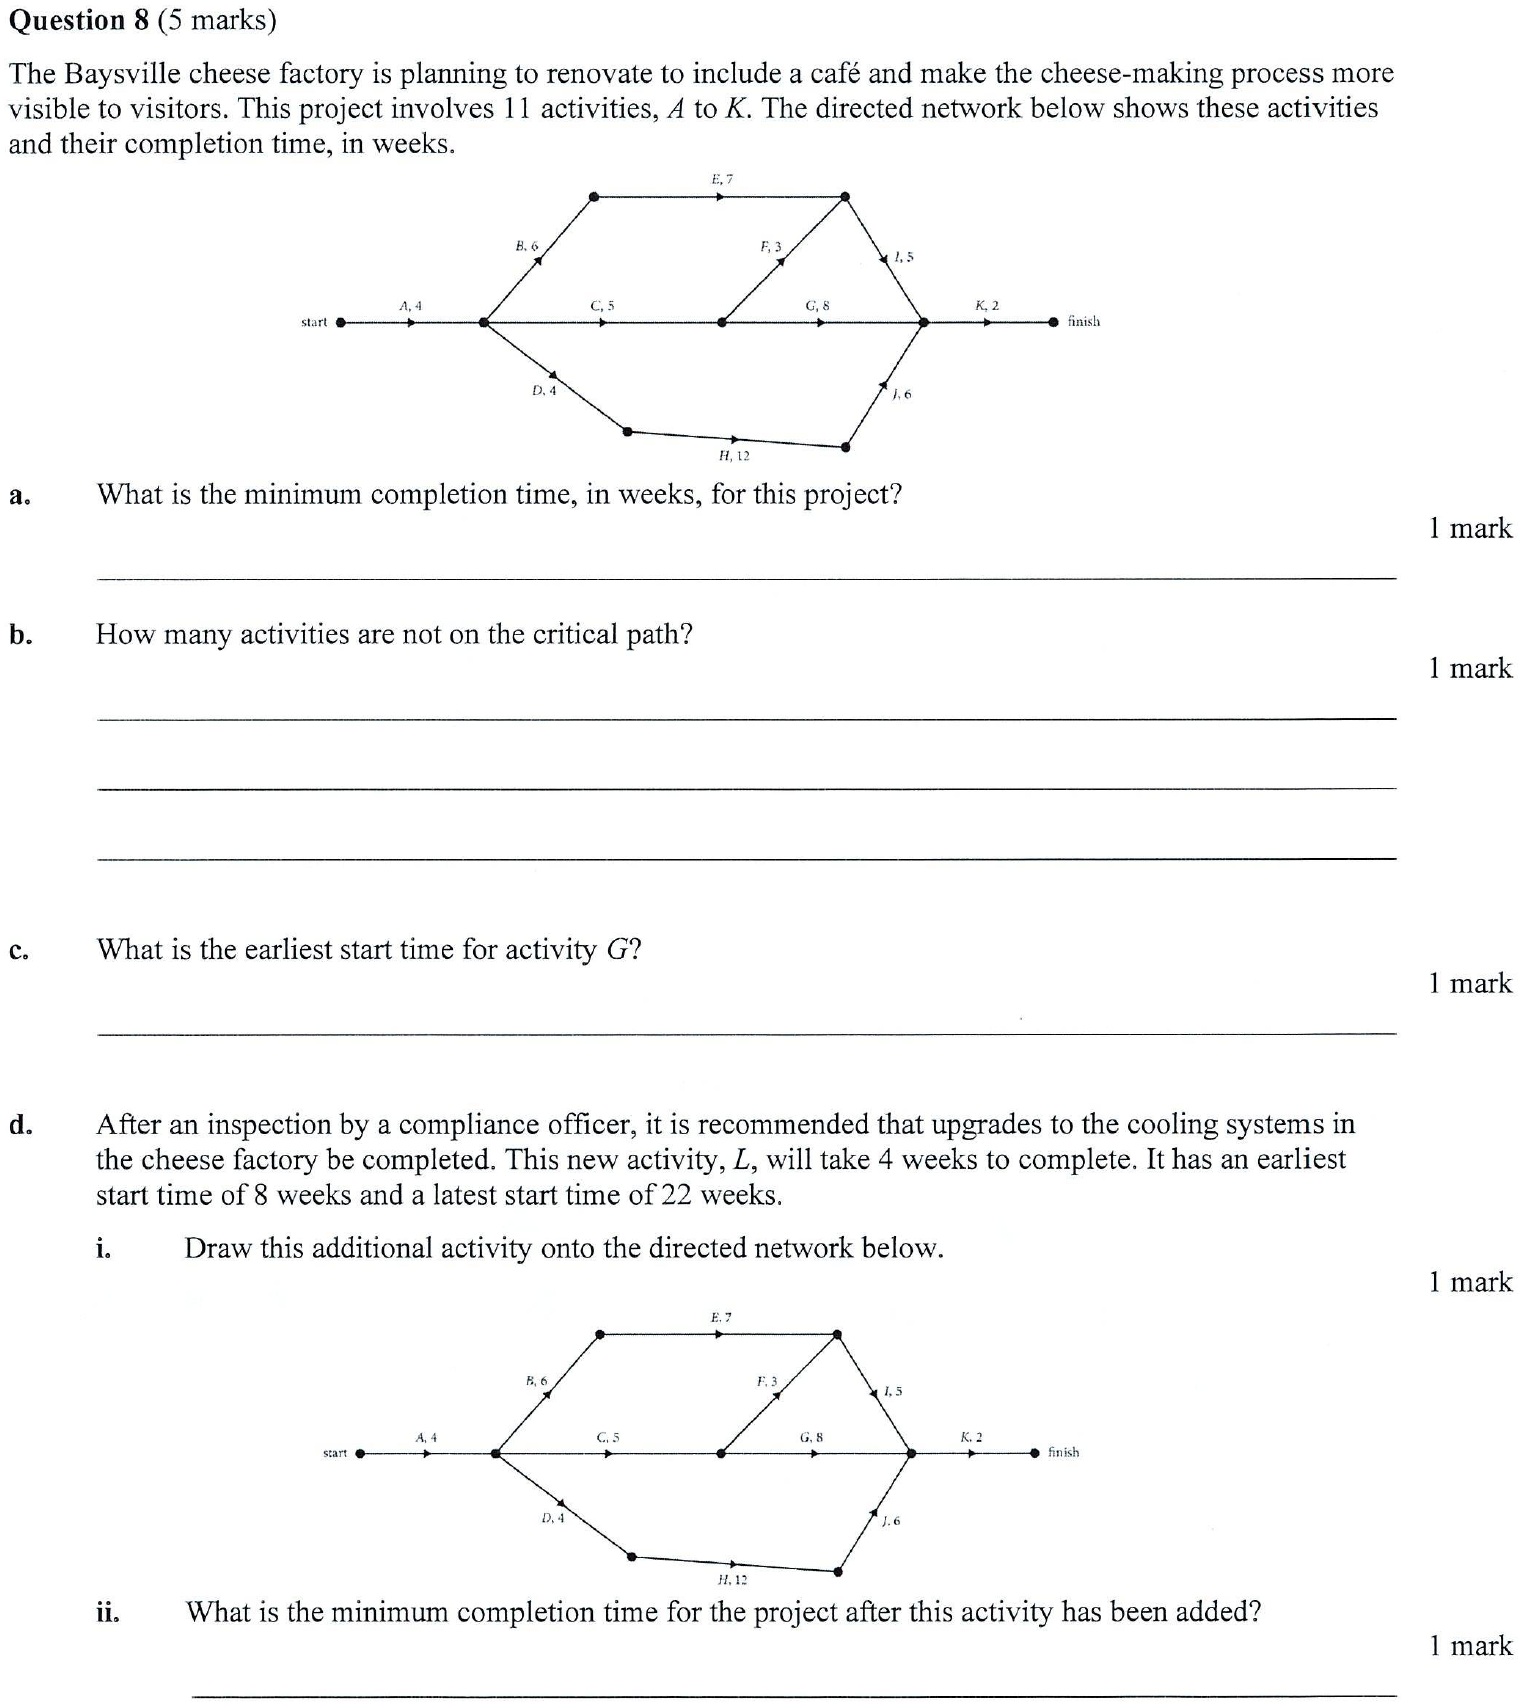 Question 8 (5 marks)
The Baysville cheese factory is planning to renovate to include a café and make the cheese-making process more
visible to visitors. This project involves 11 activities, A to K. The directed network below shows these activities
and their completion time, in weeks.
E, 7
B, 6
F, 3
I, 5
A, 4
C, 5
G, 8
K, 2
start
finish
D, 4
J, 6
H, 12
a. What is the minimum completion time, in weeks, for this project?
1 mark
b. How many activities are not on the critical path?
1 mark
c. What is the earliest start time for activity G?
1 mark
d. After an inspection by a compliance officer, it is recommended that upgrades to the cooling systems in
the cheese factory be completed. This new activity, L, will take 4 weeks to complete. It has an earliest
start time of 8 weeks and a latest start time of 22 weeks.
i. Draw this additional activity onto the directed network below.
1 mark
E, 7
B, 6
F, 3
I, 5
A, 4
C, 5
G, 8
K, 2
start
finish
D, 4
J, 6
H, 12
ii. What is the minimum completion time for the project after this activity has been added?
1 mark